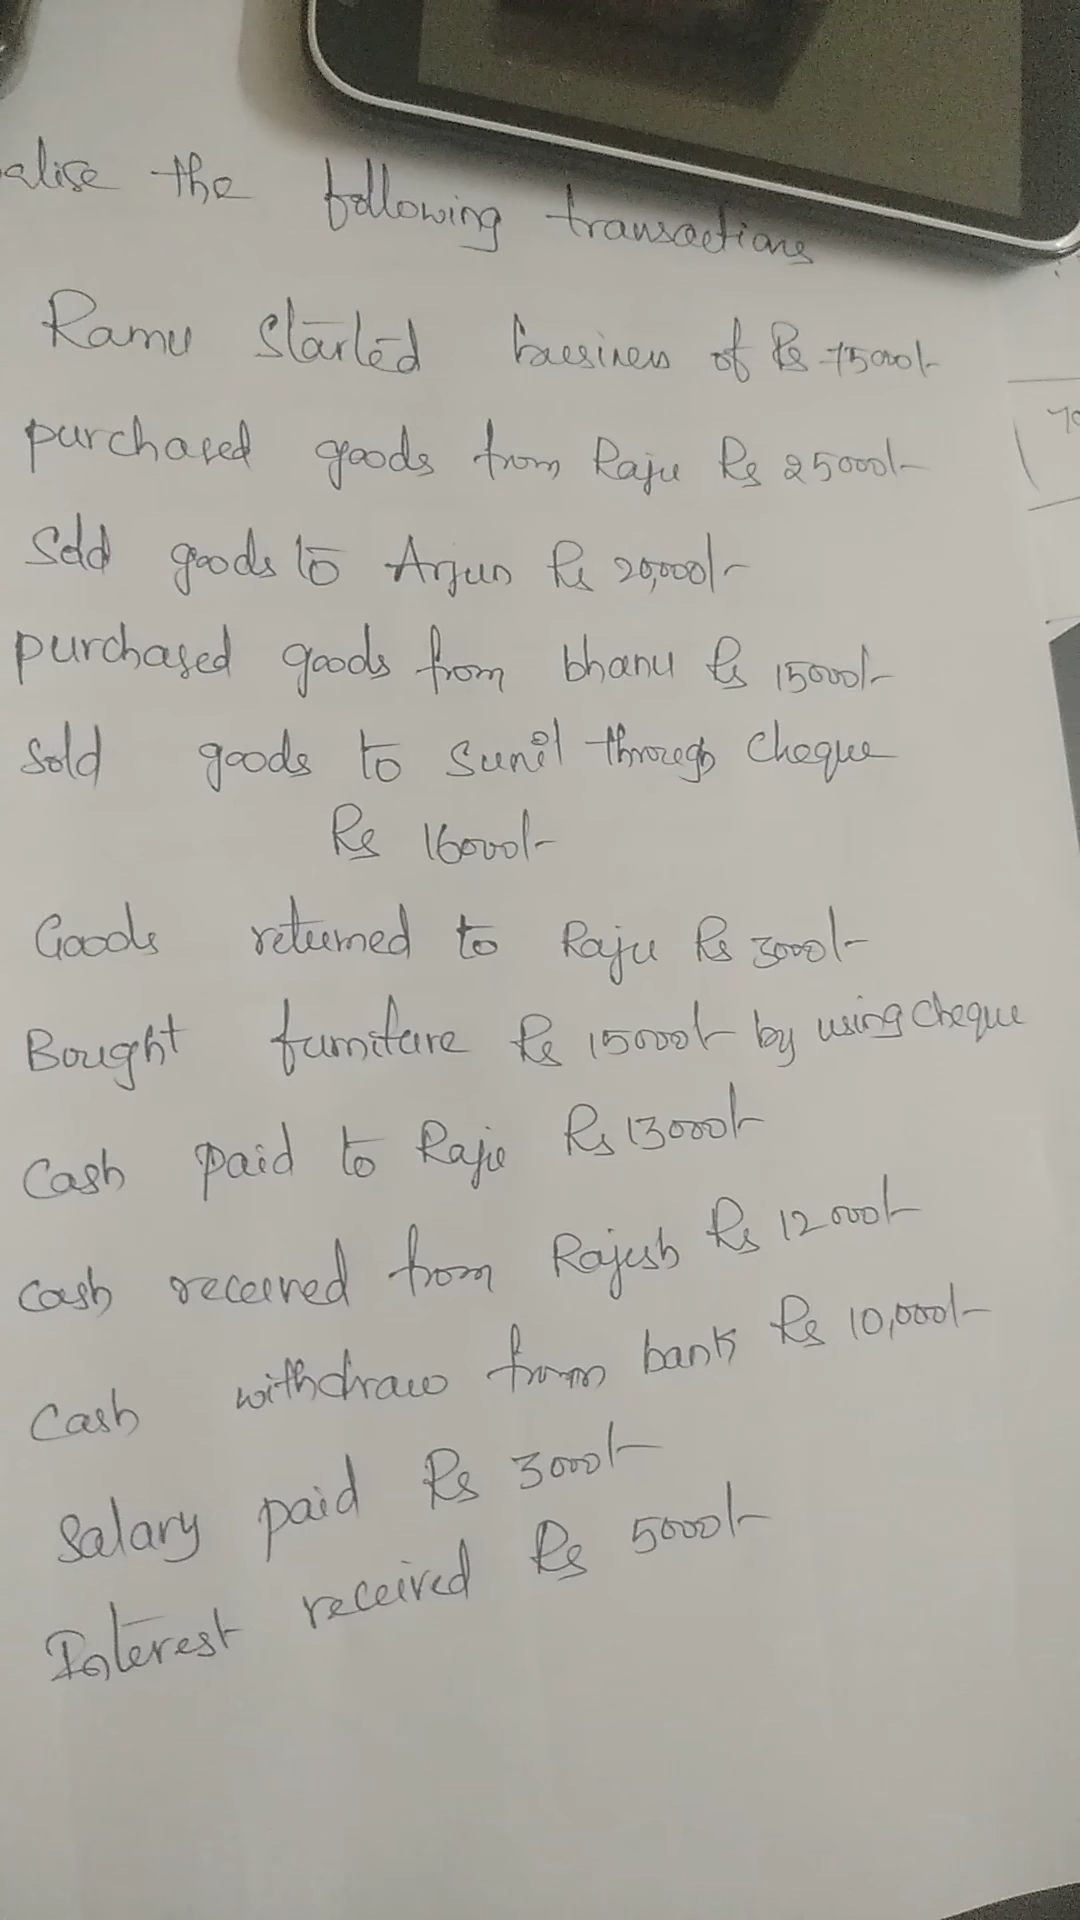 alise the following transactions
Ramu Started business of Rs 75000/-
purchased goods from Raju Rs 25000/-
Sold goods to Arjun Rs 20,000/-
purchased goods from bhanu Rs 15000/-
Sold goods to Sunil through Cheque
Rs 16000/-
Goods returned to Raju Rs 3000/-
Bought furniture Rs 15000/- by using cheque
Cash paid to Raju Rs 13000/-
Cash received from Rajesh Rs 12000/-
Cash withdraw from bank Rs 10,000/-
Salary paid Rs 3000/-
Interest received Rs 5000/-